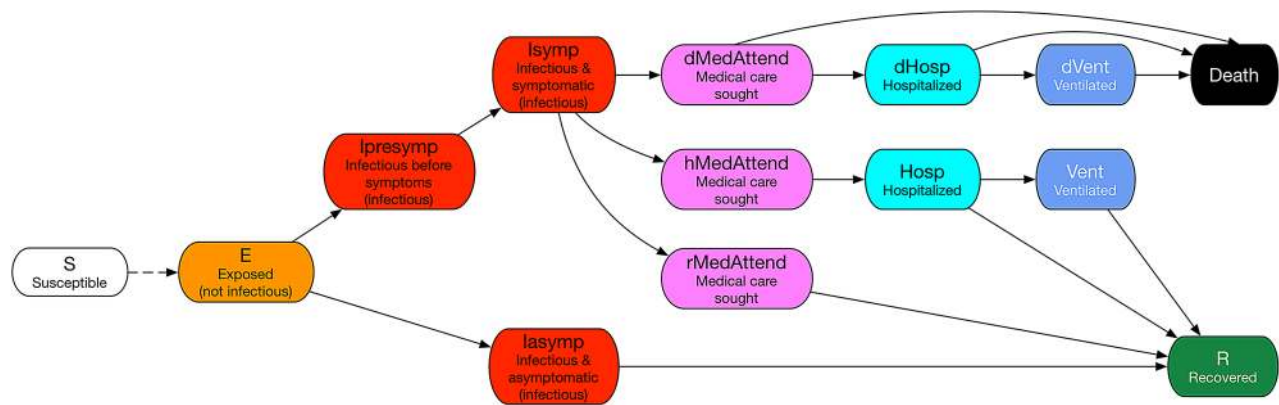 Isymp
Infectious &
symptomatic
(infectious)
dMedAttend
Medical care
sought
dHosp
Hospitalized
dVent
Ventilated
Death
Ipresymp
Infectious before
symptoms
(infectious)
hMedAttend
Medical care
sought
Hosp
Hospitalized
Vent
Ventilated
S
Susceptible
E
Exposed
(not infectious)
rMedAttend
Medical care
sought
Iasymp
Infectious &
asymptomatic
(infectious)
R
Recovered